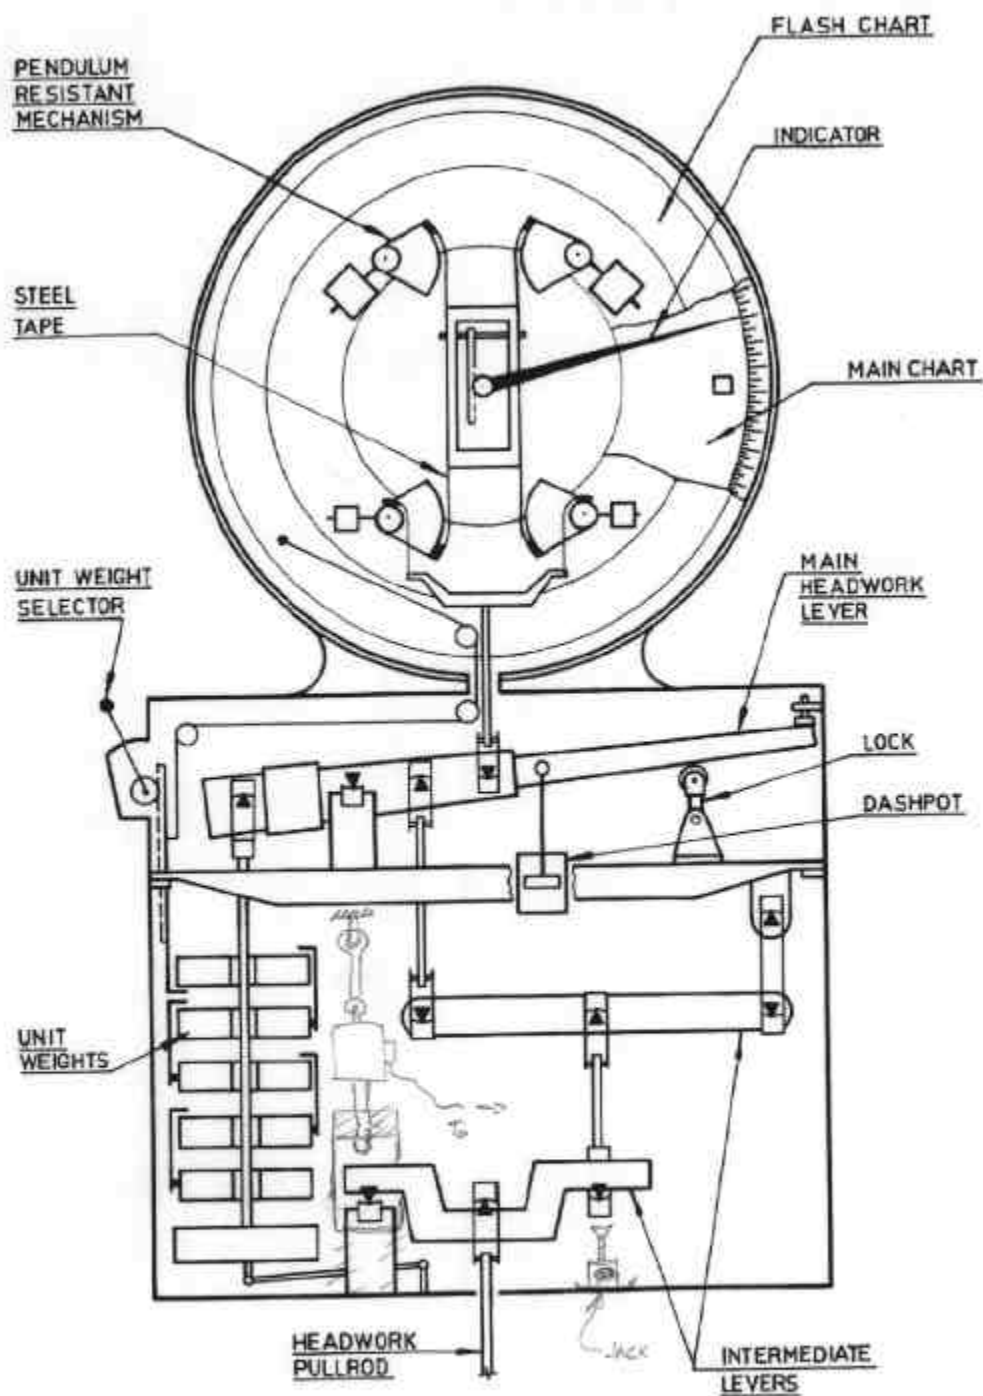 FLASH CHART
PENDULUM
RESISTANT
MECHANISM
INDICATOR
STEEL
TAPE
MAIN CHART
UNIT WEIGHT
SELECTOR
MAIN
HEADWORK
LEVER
LOCK
DASHPOT
UNIT
WEIGHTS
To
JACK
HEADWORK
PULLROD
INTERMEDIATE
LEVERS